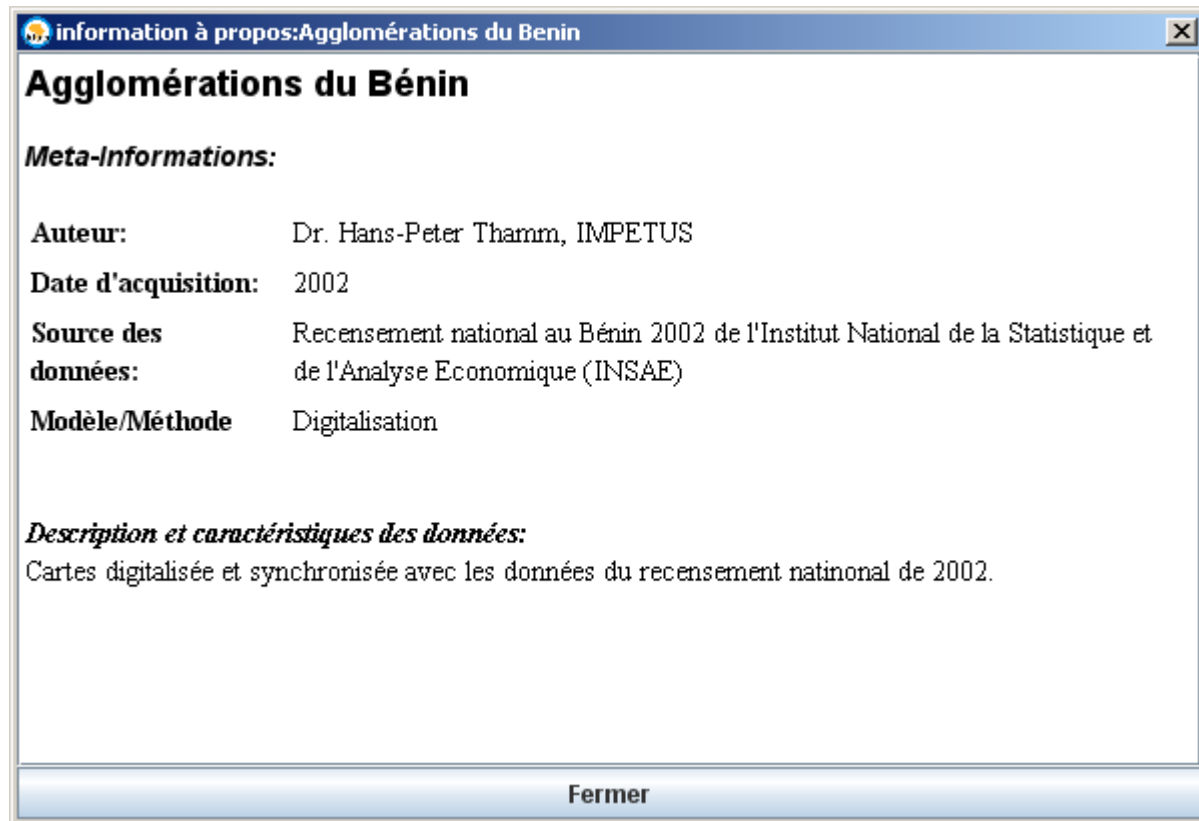 information à propos:Agglomérations du Benin
Agglomérations du Bénin
Meta-Informations:
Auteur: Dr. Hans-Peter Thamm, IMPETUS
Date d'acquisition: 2002
Source des données: Recensement national au Bénin 2002 de l'Institut National de la Statistique et
de l'Analyse Economique (INSAE)
Modèle/Méthode Digitalisation
Description et caractéristiques des données:
Cartes digitalisée et synchronisée avec les données du recensement natinonal de 2002.
Fermer